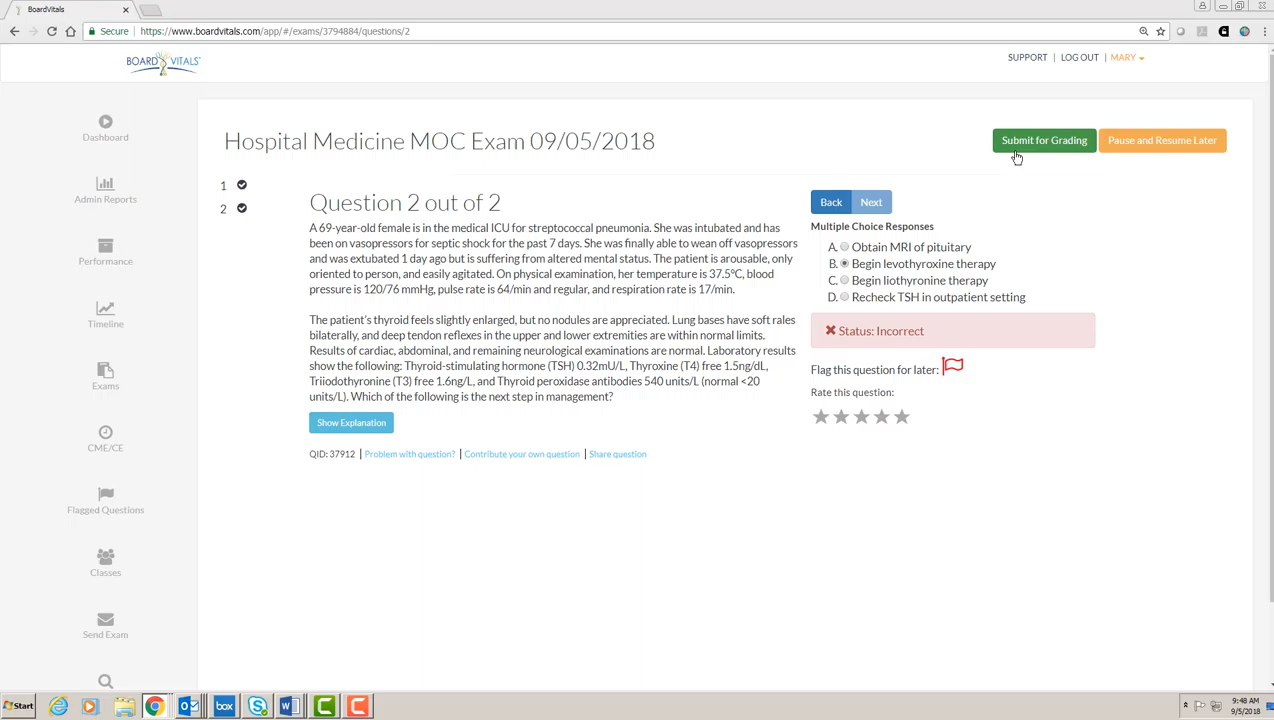 BoardVitals
Secure
https://www.boardvitals.com/app/#/exams/3794884/questions/2
BOARD VITALS
SUPPORT | LOG OUT | MARY
Dashboard
Admin Reports
Performance
Timeline
Exams
CME/CE
Flagged Questions
Classes
Send Exam
Hospital Medicine MOC Exam 09/05/2018
Submit for Grading
Pause and Resume Later
1
2
Question 2 out of 2
A 69-year-old female is in the medical ICU for streptococcal pneumonia. She was intubated and has
been on vasopressors for septic shock for the past 7 days. She was finally able to wean off vasopressors
and was extubated 1 day ago but is suffering from altered mental status. The patient is arousable, only
oriented to person, and easily agitated. On physical examination, her temperature is 37.5°C, blood
pressure is 120/76 mmHg, pulse rate is 64/min and regular, and respiration rate is 17/min.
The patient's thyroid feels slightly enlarged, but no nodules are appreciated. Lung bases have soft rales
bilaterally, and deep tendon reflexes in the upper and lower extremities are within normal limits.
Results of cardiac, abdominal, and remaining neurological examinations are normal. Laboratory results
show the following: Thyroid-stimulating hormone (TSH) 0.32mU/L, Thyroxine (T4) free 1.5ng/dL,
Triiodothyronine (T3) free 1.6ng/L, and Thyroid peroxidase antibodies 540 units/L (normal <20
units/L). Which of the following is the next step in management?
Show Explanation
QID: 37912 | Problem with question? | Contribute your own question | Share question
Back
Next
Multiple Choice Responses
A. Obtain MRI of pituitary
B. Begin levothyroxine therapy
C. Begin liothyronine therapy
D. Recheck TSH in outpatient setting
Status: Incorrect
Flag this question for later:
Rate this question:
Start
box
9:48 AM
9/5/2018